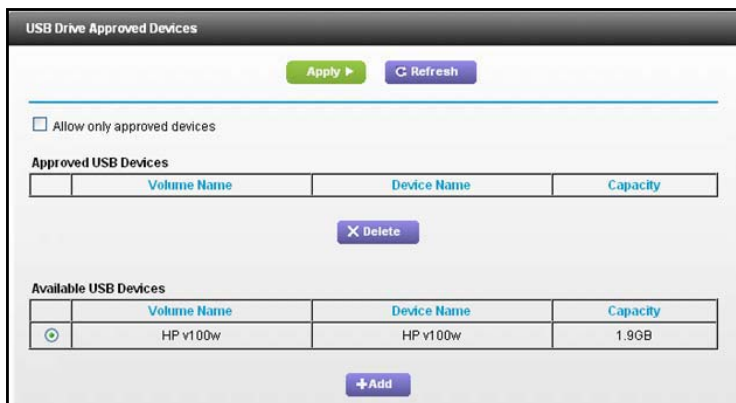 USB Drive Approved Devices
Apply Refresh
Allow only approved devices
Approved USB Devices
Volume Name Device Name Capacity
Delete
Available USB Devices
Volume Name Device Name Capacity
HP v100w HP v100w 1.9GB
+Add